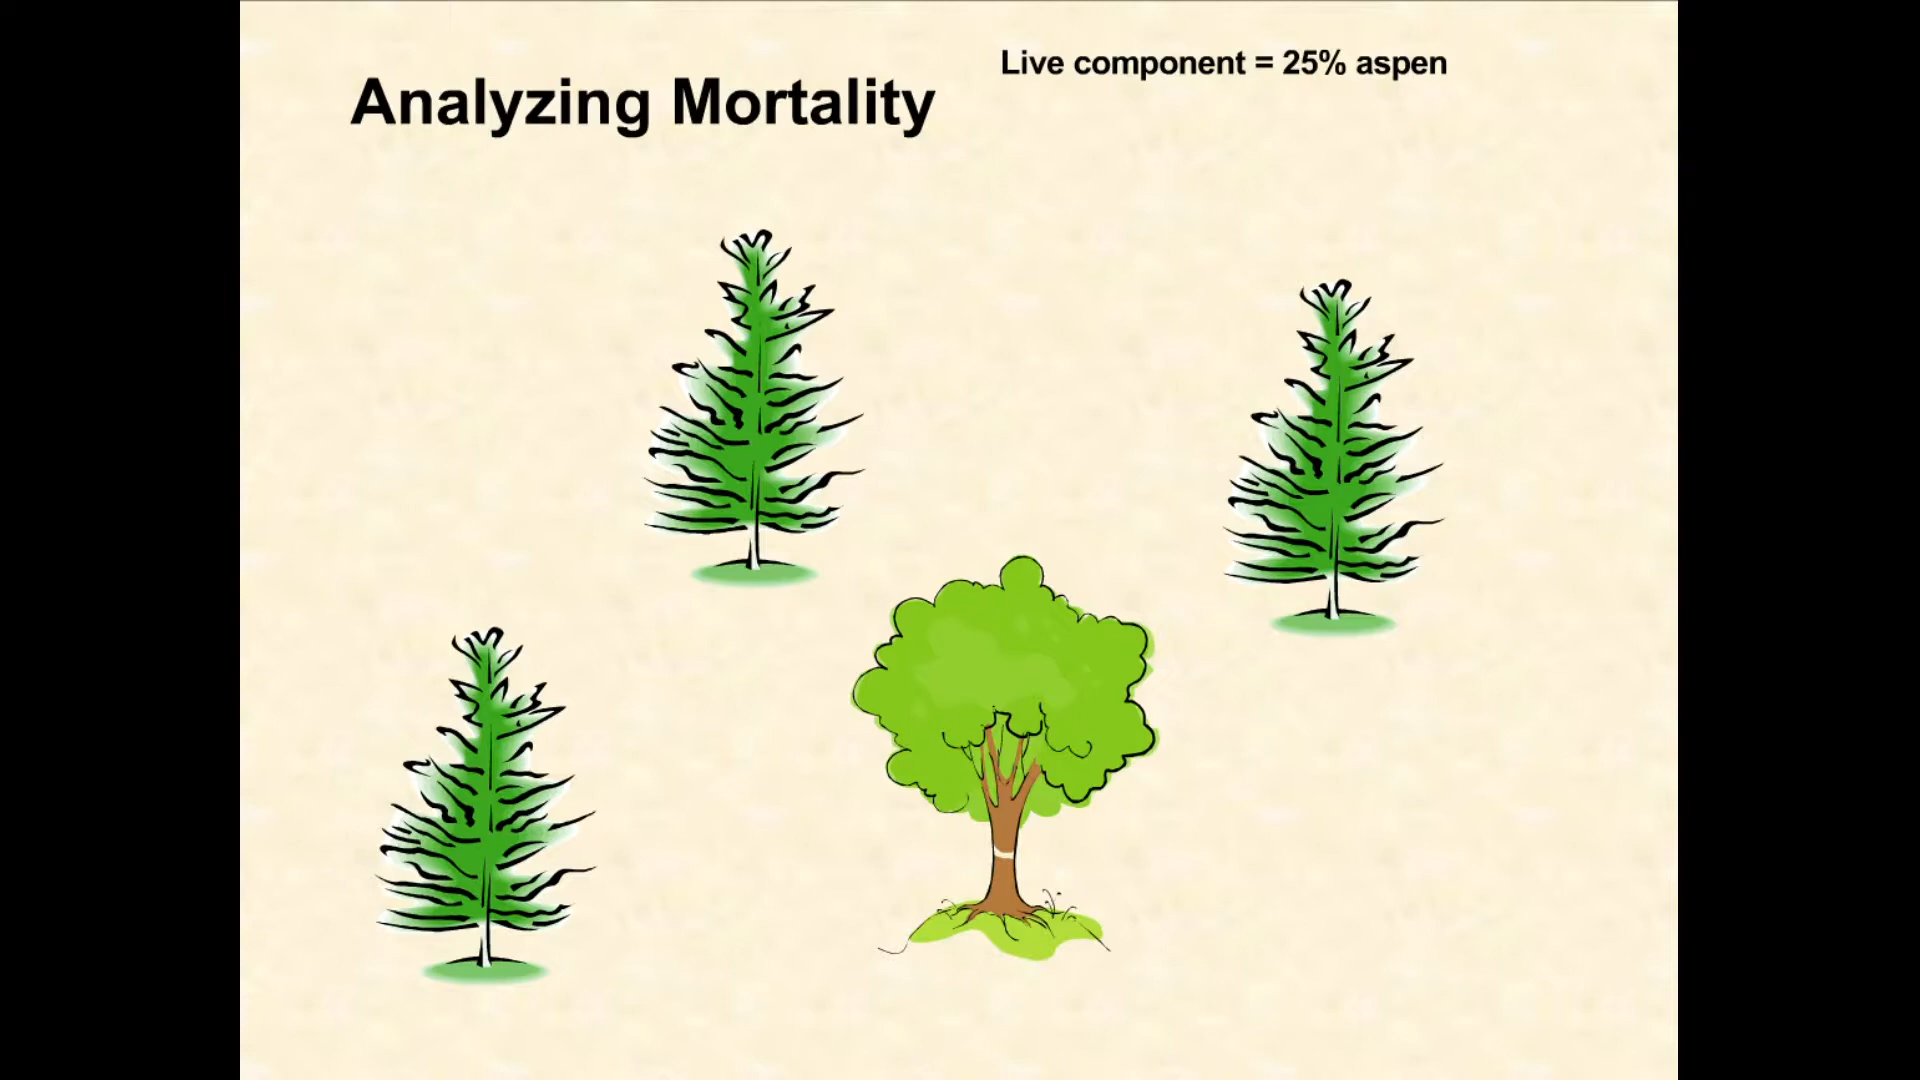 Live component = 25% aspen
Analyzing Mortality